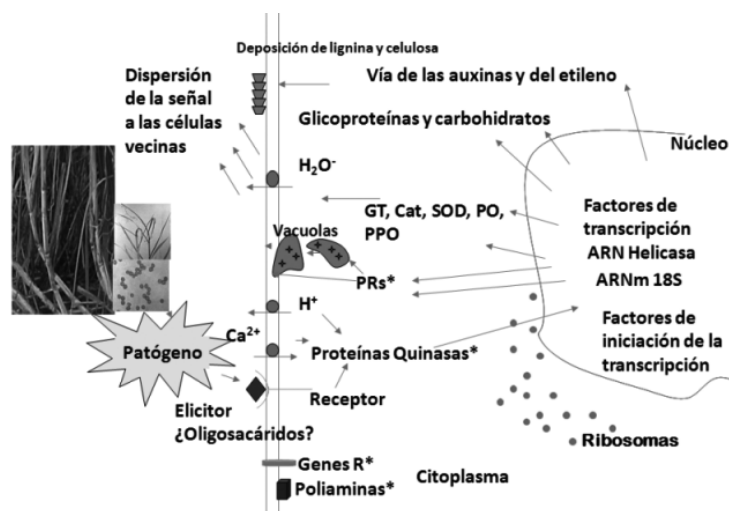 Deposición de lignina y celulosa
Dispersión
de la señal
a las células
vecinas
Vía de las auxinas y del etileno
Glicoproteínas y carbohidratos
Núcleo
H₂O⁻
GT, Cat, SOD, PO,
PPO
Factores de
transcripción
ARN Helicasa
ARNm 18S
Vacuolas
PRs*
H⁺
Ca²⁺
Patógeno
Proteínas Quinasas*
Factores de
iniciación de la
transcripción
Elicitor
¿Oligosacáridos?
Receptor
Ribosomas
Genes R*
Poliaminas*
Citoplasma